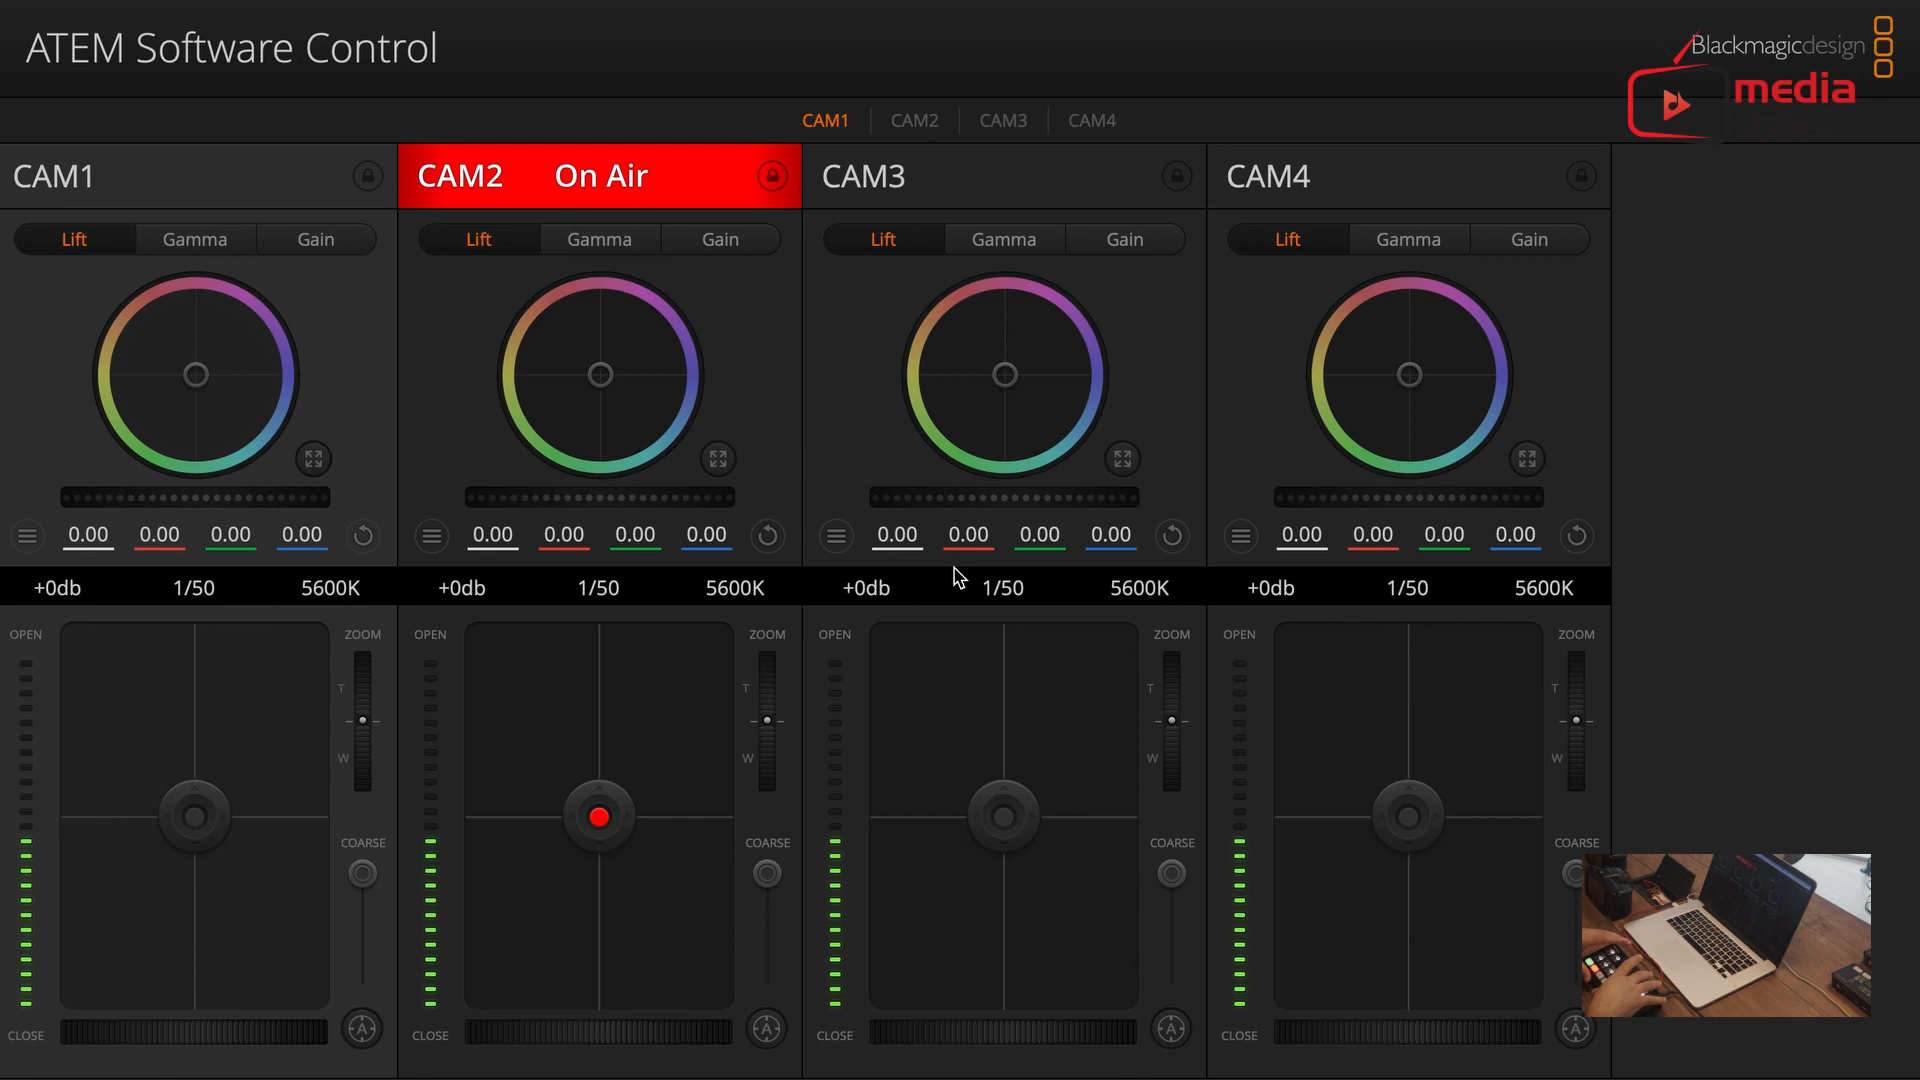 ATEM Software Control
Blackmagicdesign
media
CAM1 CAM2 CAM3 CAM4
CAM1
CAM2 On Air
CAM3
CAM4
Lift Gamma Gain
Lift Gamma Gain
Lift Gamma Gain
Lift Gamma Gain
0.00 0.00 0.00 0.00
0.00 0.00 0.00 0.00
0.00 0.00 0.00 0.00
0.00 0.00 0.00 0.00
+0db 1/50 5600K
+0db 1/50 5600K
+0db 1/50 5600K
+0db 1/50 5600K
OPEN ZOOM
OPEN ZOOM
OPEN ZOOM
OPEN ZOOM
T
T
T
T
W
W
W
W
COARSE
COARSE
COARSE
COARSE
CLOSE A
CLOSE A
CLOSE A
CLOSE A